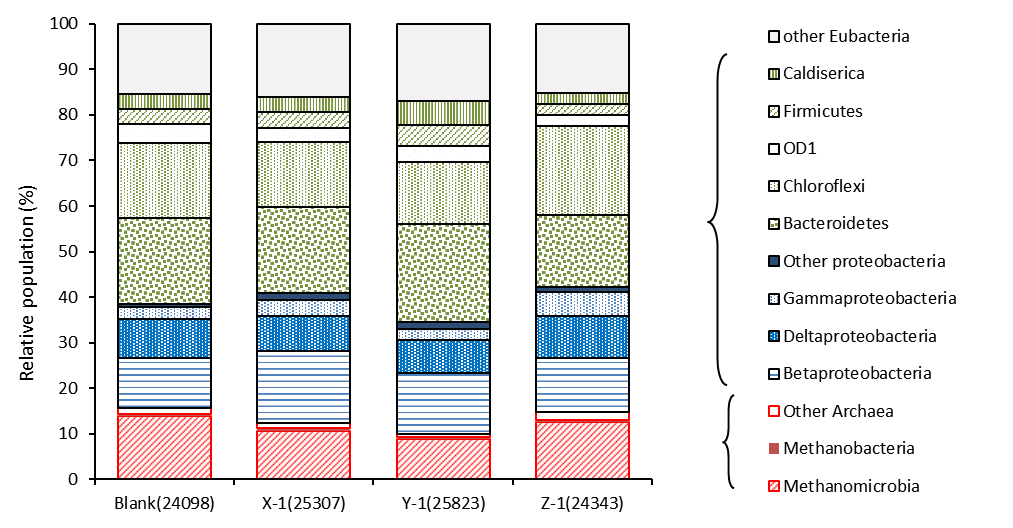 Relative population (%)
100
90
80
70
60
50
40
30
20
10
0
Blank(24098)
X-1(25307)
Y-1(25823)
Z-1(24343)
other Eubacteria
Caldiserica
Firmicutes
OD1
Chloroflexi
Bacteroidetes
Other proteobacteria
Gammaproteobacteria
Deltaproteobacteria
Betaproteobacteria
Other Archaea
Methanobacteria
Methanomicrobia